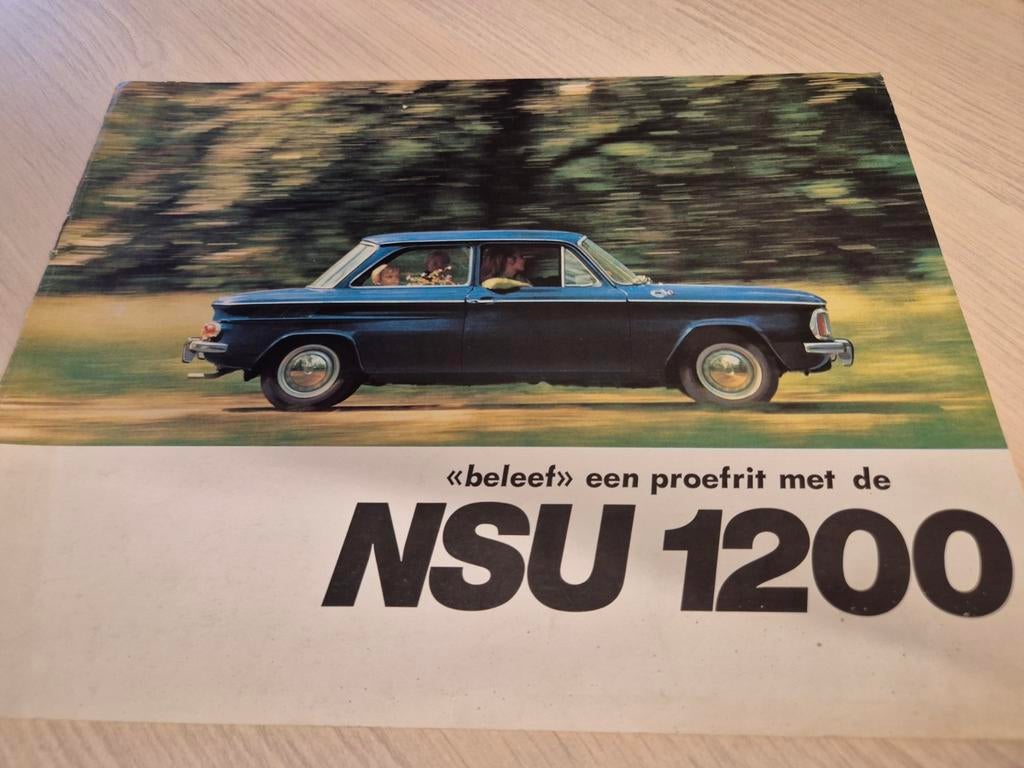 «beleef» een proefrit met de
NSU 1200